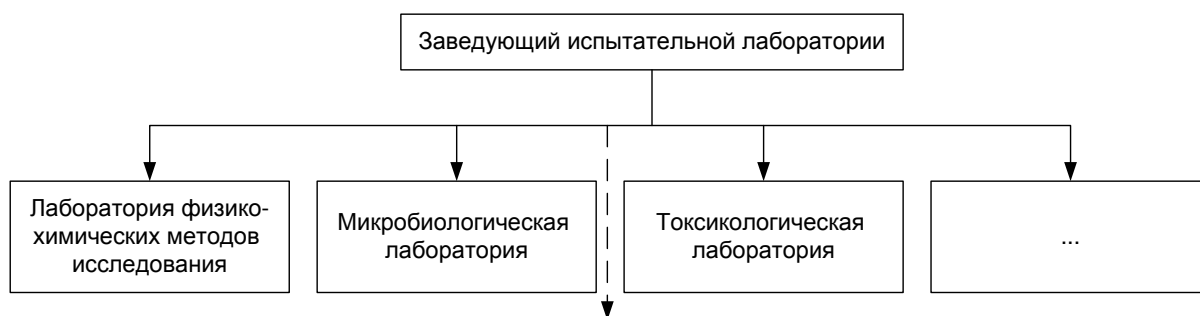 Заведующий испытательной лаборатории
Лаборатория физико-
химических методов
исследования
Микробиологическая
лаборатория
Токсикологическая
лаборатория
...